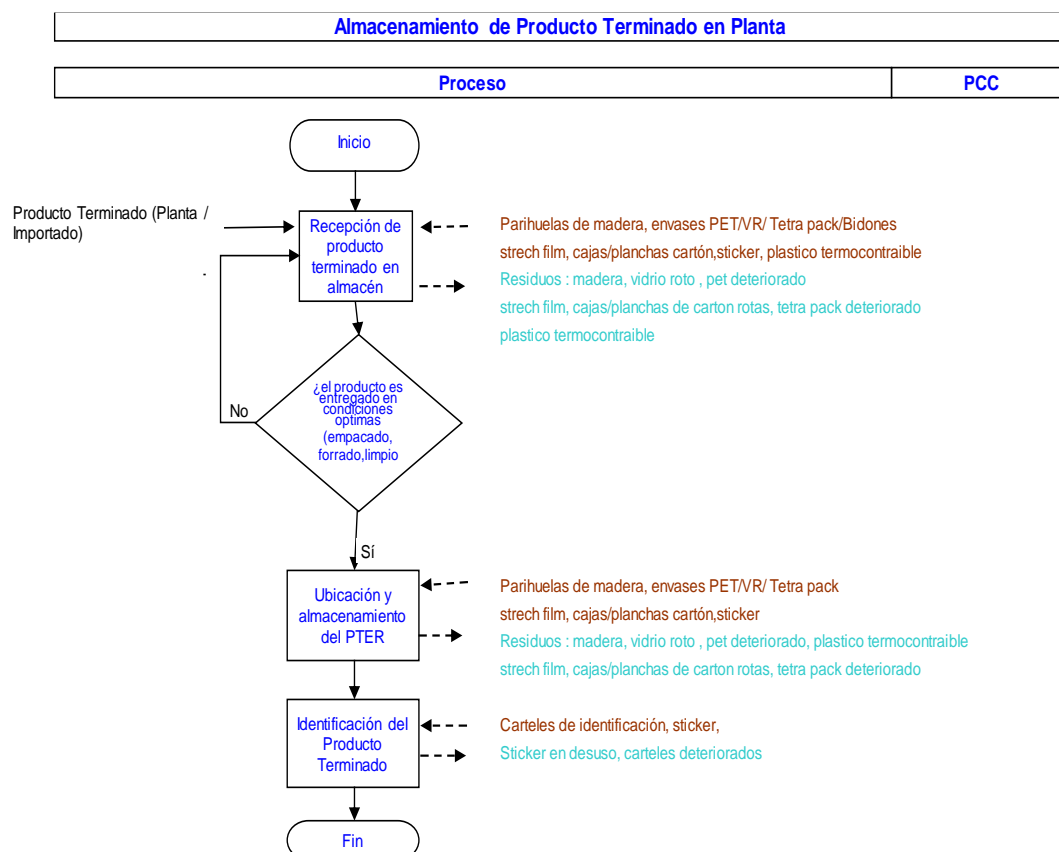 Almacenamiento de Producto Terminado en Planta
Proceso
PCC
Inicio
Producto Terminado (Planta /
Importado)
.
Recepción de
producto
terminado en
almacén
Parihuelas de madera, envases PET/VR/ Tetra pack/Bidones
strech film, cajas/planchas cartón,sticker, plastico termocontraible
Residuos : madera, vidrio roto , pet deteriorado
strech film, cajas/planchas de carton rotas, tetra pack deteriorado
plastico termocontraible
¿el producto es
entregado en
condiciones
optimas
(empacado,
forrado,limpio
No
Sí
Ubicación y
almacenamiento
del PTER
Parihuelas de madera, envases PET/VR/ Tetra pack
strech film, cajas/planchas cartón,sticker
Residuos : madera, vidrio roto , pet deteriorado, plastico termocontraible
strech film, cajas/planchas de carton rotas, tetra pack deteriorado
Identificación del
Producto
Terminado
Carteles de identificación, sticker,
Sticker en desuso, carteles deteriorados
Fin